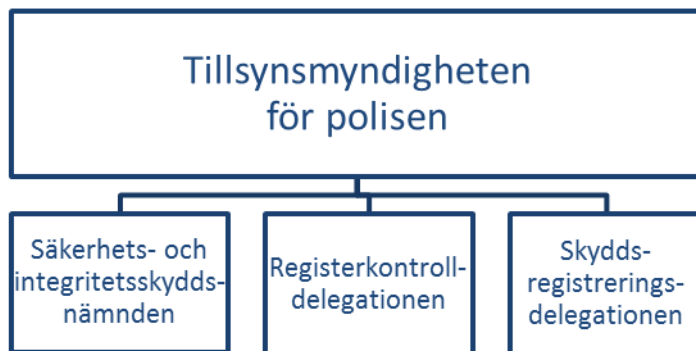 Tillsynsmyndigheten
för polisen
Säkerhets- och
integritetsskydds-
nämnden
Registerkontroll-
delegationen
Skydds-
registrerings-
delegationen